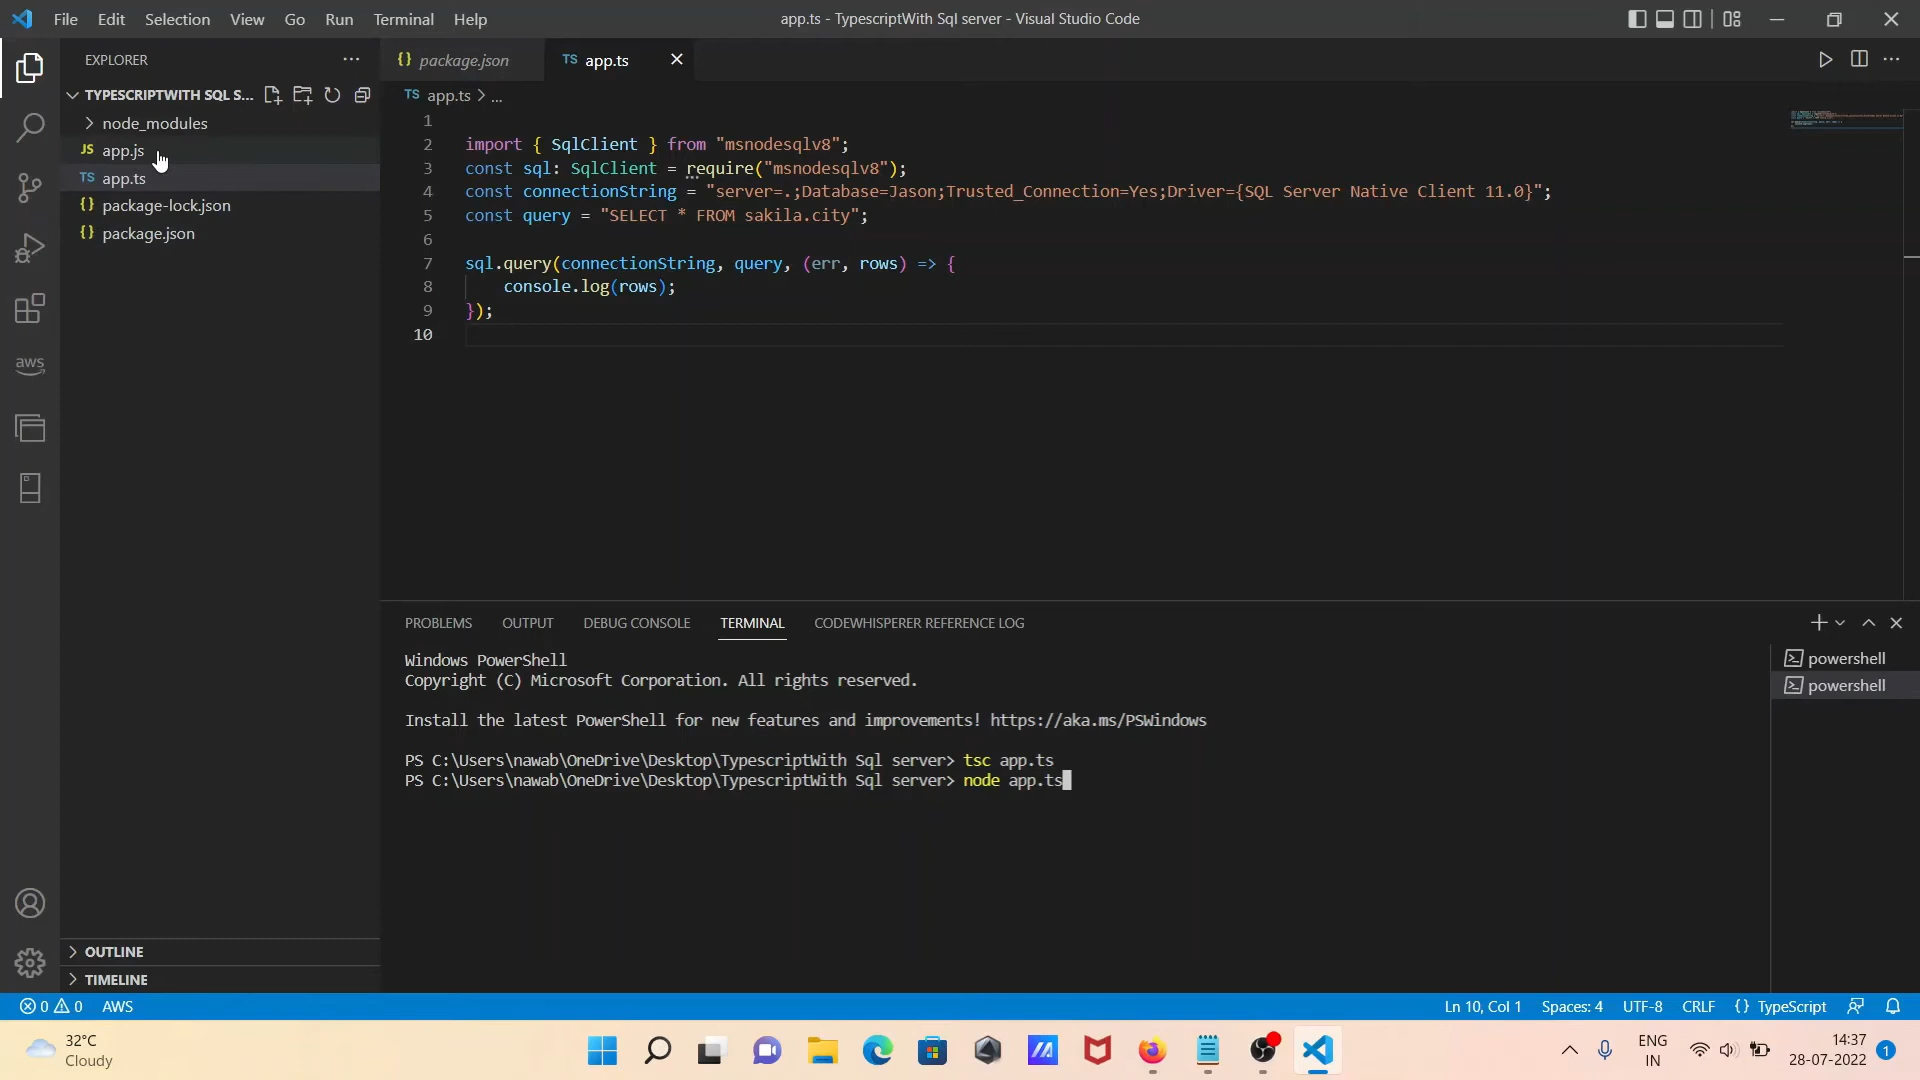 File Edit Selection View Go Run Terminal Help
app.ts - TypescriptWith Sql server - Visual Studio Code
EXPLORER
TYPESCRIPTWITH SQL S...
node_modules
JS app.js
TS app.ts
{} package-lock.json
{} package.json
{} package.json
TS app.ts
TS app.ts > ...
1
2 import { SqlClient } from "msnodesqlv8";
3 const sql: SqlClient = require("msnodesqlv8");
4 const connectionString = "server=.;Database=Jason;Trusted_Connection=Yes;Driver={SQL Server Native Client 11.0}";
5 const query = "SELECT * FROM sakila.city";
6
7 sql.query(connectionString, query, (err, rows) => {
8 console.log(rows);
9 });
10
aws
PROBLEMS OUTPUT DEBUG CONSOLE TERMINAL CODEWHISPERER REFERENCE LOG
Windows PowerShell
Copyright (C) Microsoft Corporation. All rights reserved.
Install the latest PowerShell for new features and improvements! https://aka.ms/PSWindows
PS C:\Users\nawab\OneDrive\Desktop\TypescriptWith Sql server> tsc app.ts
PS C:\Users\nawab\OneDrive\Desktop\TypescriptWith Sql server> node app.ts
powershell
powershell
OUTLINE
TIMELINE
0 0 AWS
Ln 10, Col 1 Spaces: 4 UTF-8 CRLF {} TypeScript
32°C
Cloudy
ENG
IN
14:37
28-07-2022
1